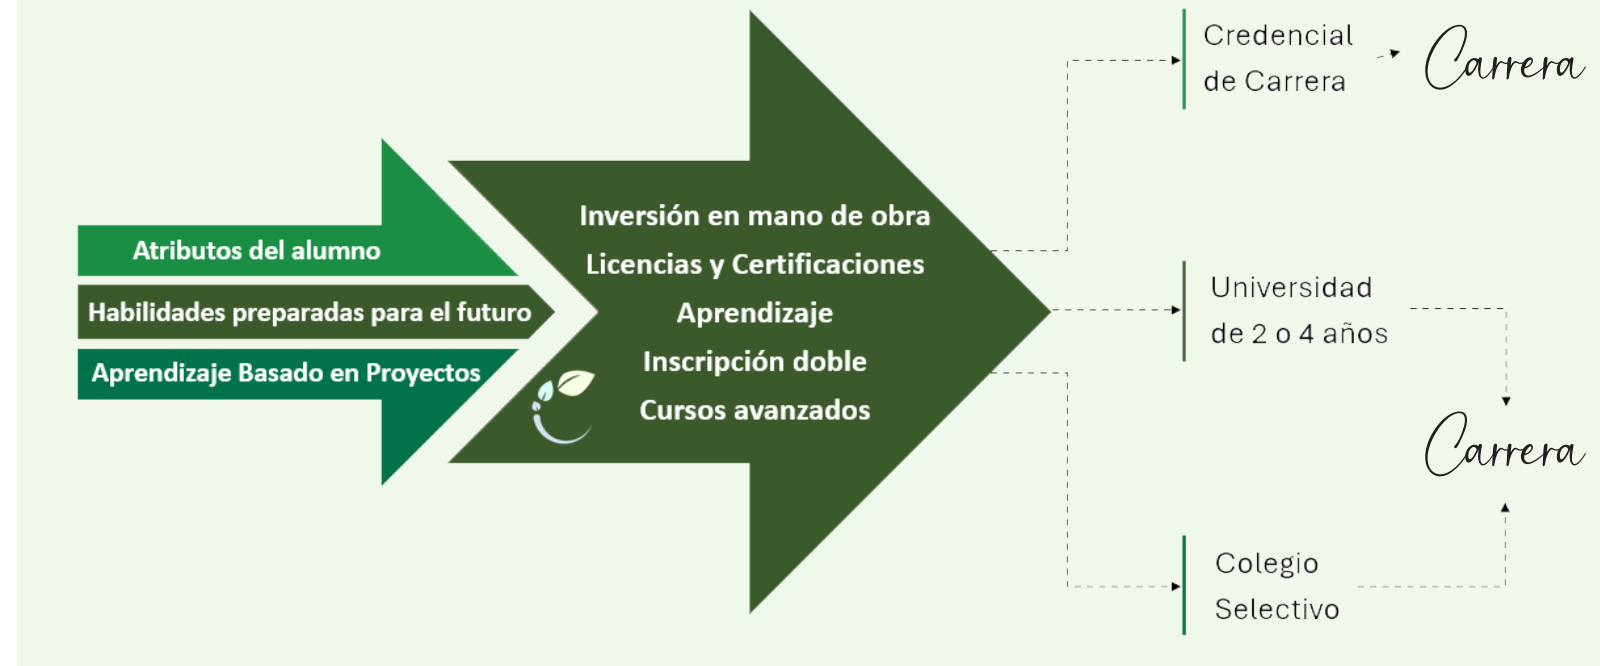 Atributos del alumno
Habilidades preparadas para el futuro
Aprendizaje Basado en Proyectos
Inversión en mano de obra
Licencias y Certificaciones
Aprendizaje
Inscripción doble
Cursos avanzados
Credencial
de Carrera
Carrera
Universidad
de 2 o 4 años
Carrera
Colegio
Selectivo